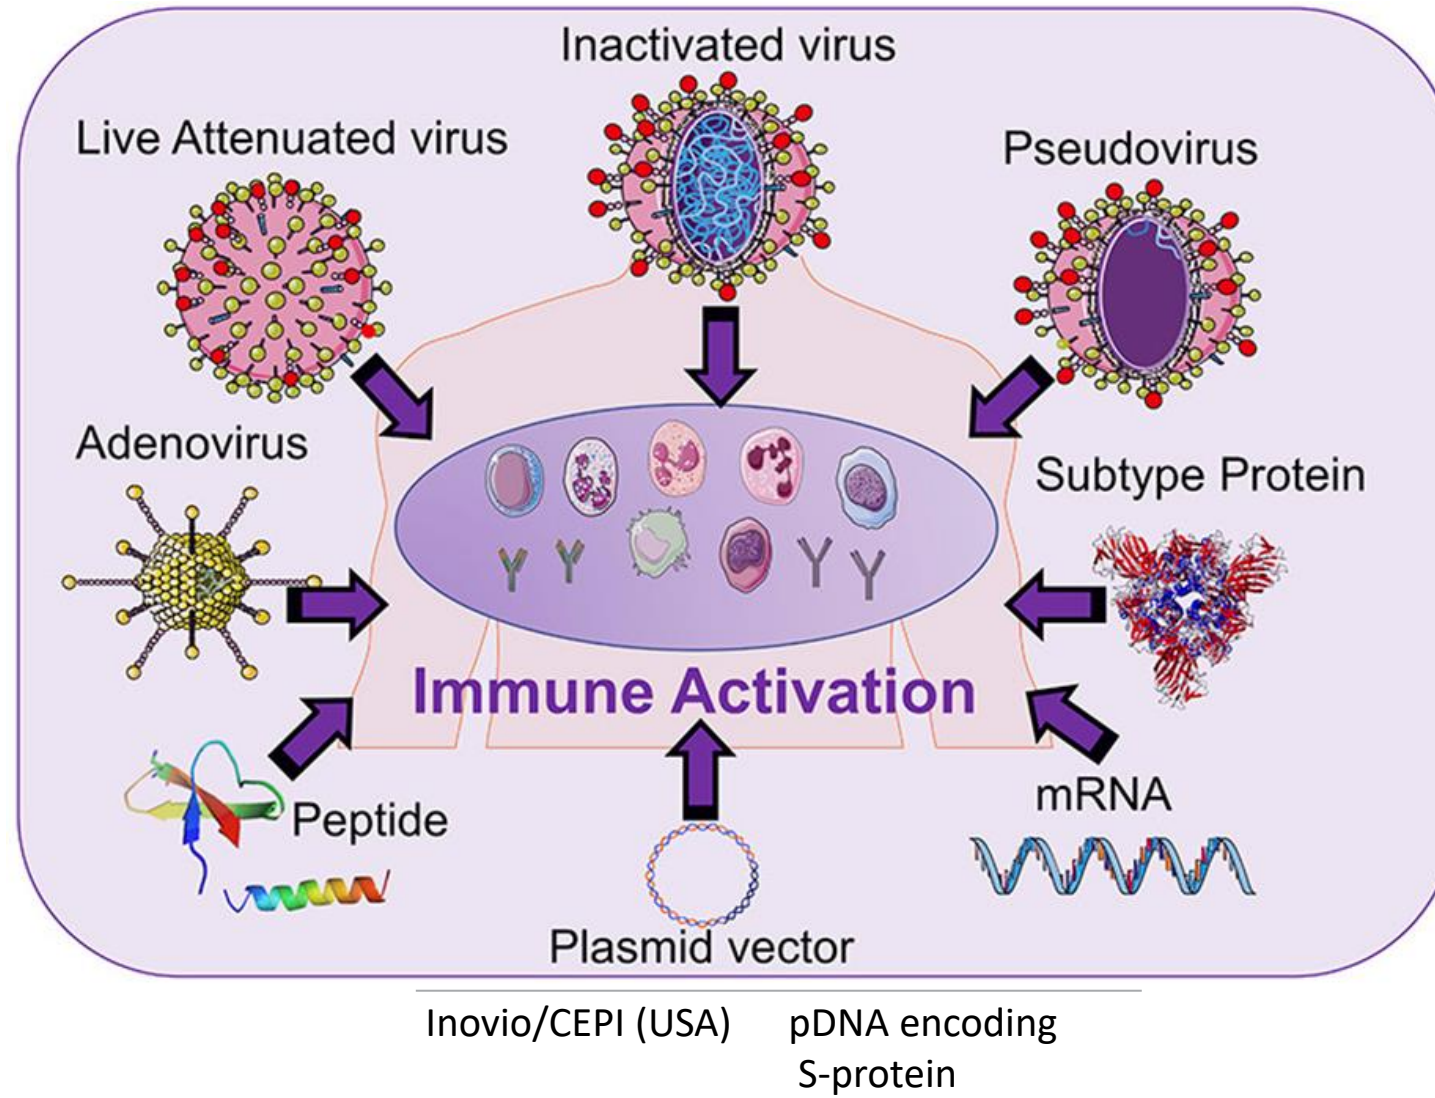 Inactivated virus
Live Attenuated virus
Pseudovirus
Adenovirus
Subtype Protein
Immune Activation
Peptide
mRNA
Plasmid vector
Inovio/CEPI (USA) pDNA encoding
S-protein